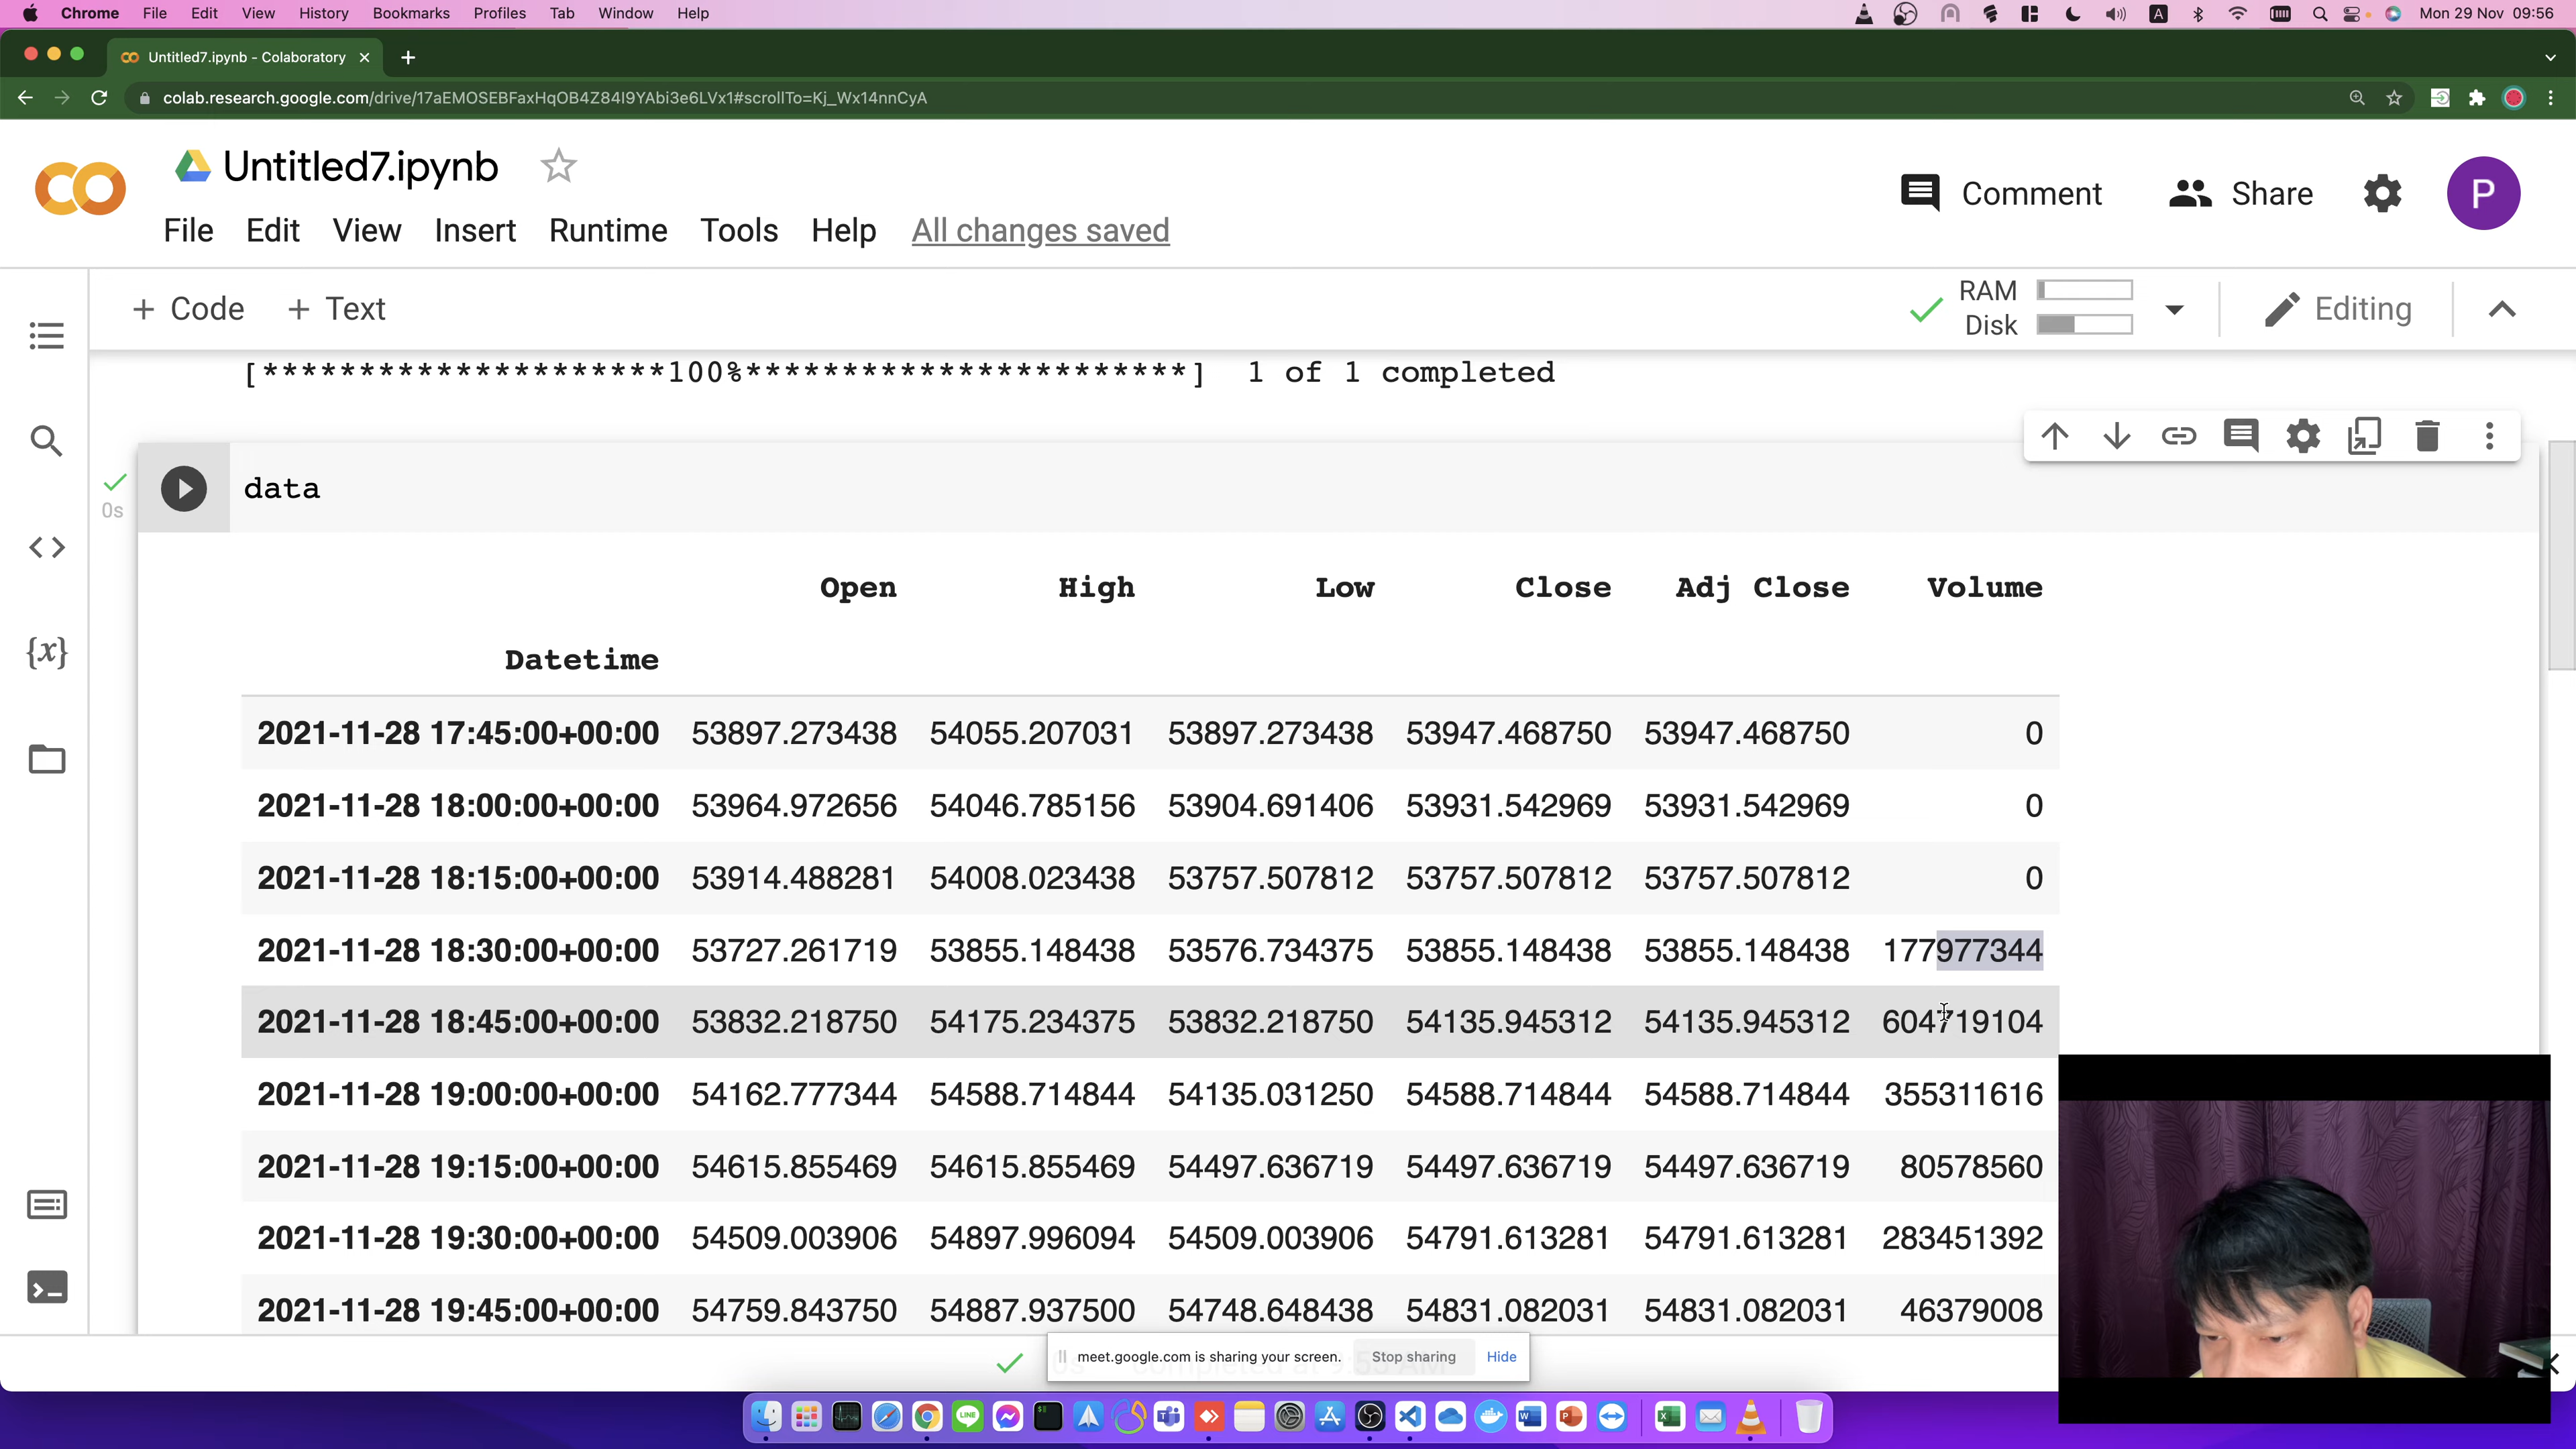 Chrome File Edit View History Bookmarks Profiles Tab Window Help A Mon 29 Nov 09:56
Untitled7.ipynb - Colaboratory
colab.research.google.com/drive/17aEMOSEBFaxHqOB4Z84I9YAbi3e6LVx1#scrollTo=Kj_Wx14nnCyA
Untitled7.ipynb
Comment Share P
File Edit View Insert Runtime Tools Help All changes saved
+ Code + Text
RAM
Disk
Editing
[*********************100%***********************] 1 of 1 completed
data
0s
Open High Low Close Adj Close Volume
Datetime
2021-11-28 17:45:00+00:00 53897.273438 54055.207031 53897.273438 53947.468750 53947.468750 0
2021-11-28 18:00:00+00:00 53964.972656 54046.785156 53904.691406 53931.542969 53931.542969 0
2021-11-28 18:15:00+00:00 53914.488281 54008.023438 53757.507812 53757.507812 53757.507812 0
2021-11-28 18:30:00+00:00 53727.261719 53855.148438 53576.734375 53855.148438 53855.148438 177977344
2021-11-28 18:45:00+00:00 53832.218750 54175.234375 53832.218750 54135.945312 54135.945312 604719104
2021-11-28 19:00:00+00:00 54162.777344 54588.714844 54135.031250 54588.714844 54588.714844 355311616
2021-11-28 19:15:00+00:00 54615.855469 54615.855469 54497.636719 54497.636719 54497.636719 80578560
2021-11-28 19:30:00+00:00 54509.003906 54897.996094 54509.003906 54791.613281 54791.613281 283451392
2021-11-28 19:45:00+00:00 54759.843750 54887.937500 54748.648438 54831.082031 54831.082031 46379008
meet.google.com is sharing your screen. Stop sharing Hide